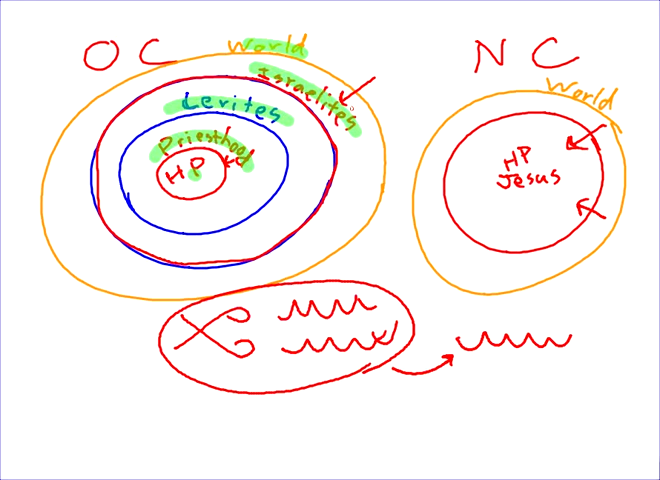 OC
World
Israelites
Levites
Priesthood
HP
NC
World
HP
Jesus